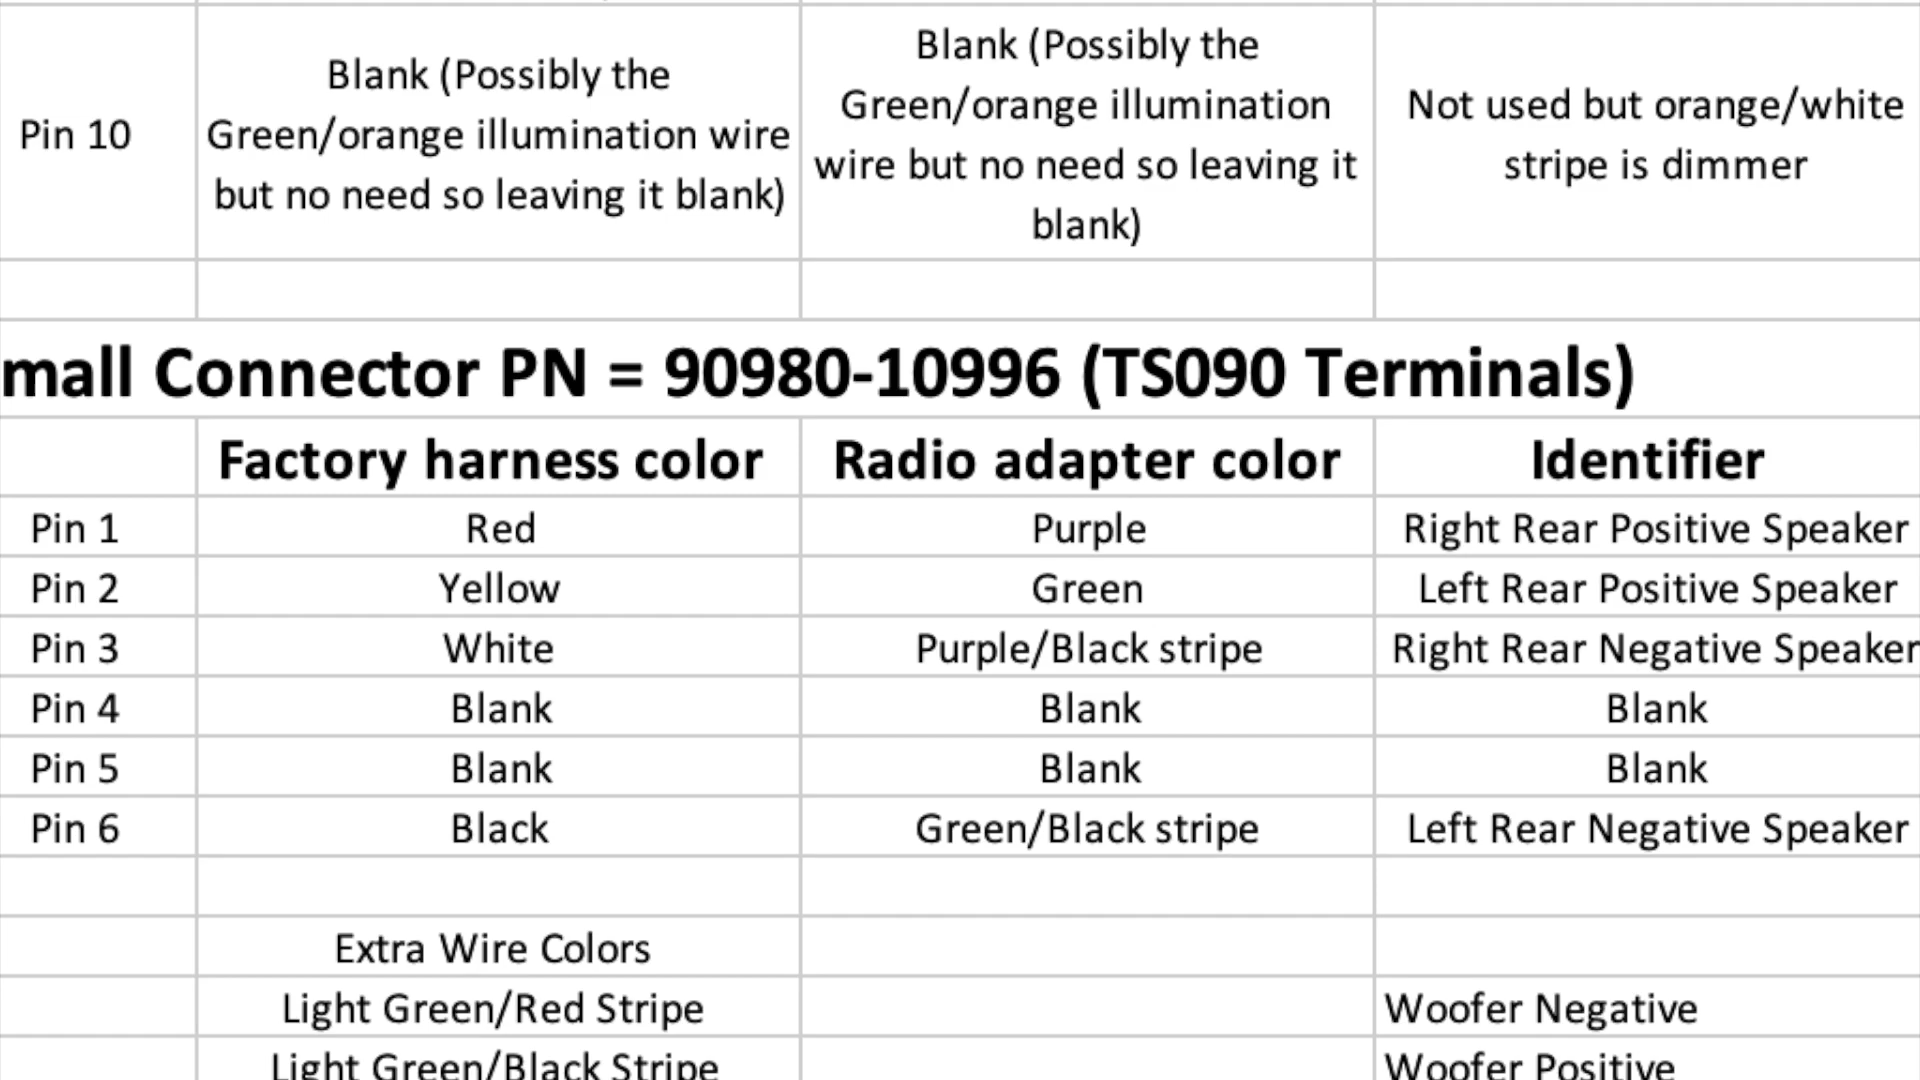 Pin 10
Blank (Possibly the
Green/orange illumination wire
but no need so leaving it blank)
Blank (Possibly the
Green/orange illumination
wire but no need so leaving it
blank)
Not used but orange/white
stripe is dimmer
mall Connector PN = 90980-10996 (TS090 Terminals)
Factory harness color Radio adapter color Identifier
Pin 1 Red Purple Right Rear Positive Speaker
Pin 2 Yellow Green Left Rear Positive Speaker
Pin 3 White Purple/Black stripe Right Rear Negative Speaker
Pin 4 Blank Blank Blank
Pin 5 Blank Blank Blank
Pin 6 Black Green/Black stripe Left Rear Negative Speaker
Extra Wire Colors
Light Green/Red Stripe Woofer Negative
Light Green/Black Stripe Woofer Positive